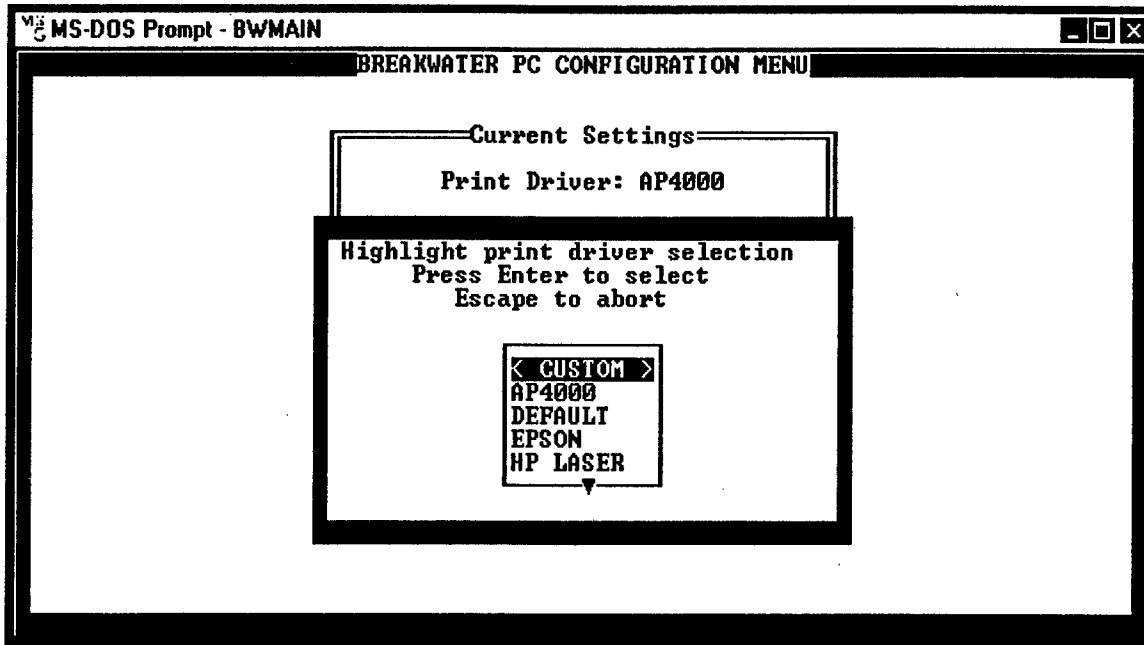 MS-DOS Prompt - BWMAIN
BREAKWATER PC CONFIGURATION MENU
Current Settings
Print Driver: AP4000
Highlight print driver selection
Press Enter to select
Escape to abort
< CUSTOM >
AP4000
DEFAULT
EPSON
HP LASER